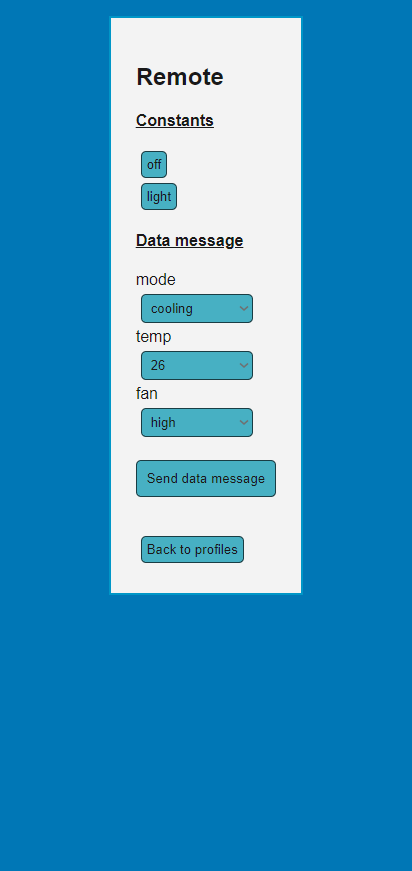 Remote
Constants
off
light
Data message
mode
cooling
temp
26
fan
high
Send data message
Back to profiles